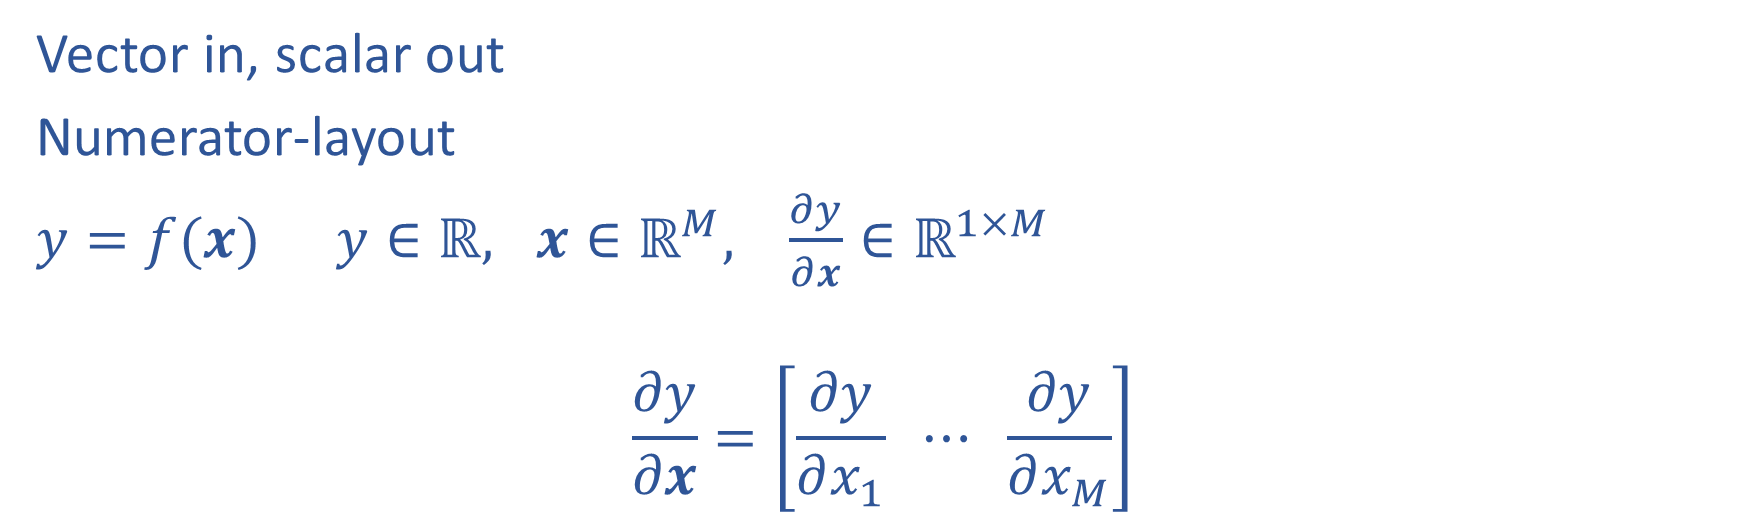 Vector in, scalar out
Numerator-layout
y = f(𝒙)   y ∈ ℝ,  𝒙 ∈ ℝ^M,  ∂y/∂𝒙 ∈ ℝ^{1×M}
∂y/∂𝒙 = [∂y/∂x_1 ⋯ ∂y/∂x_M]